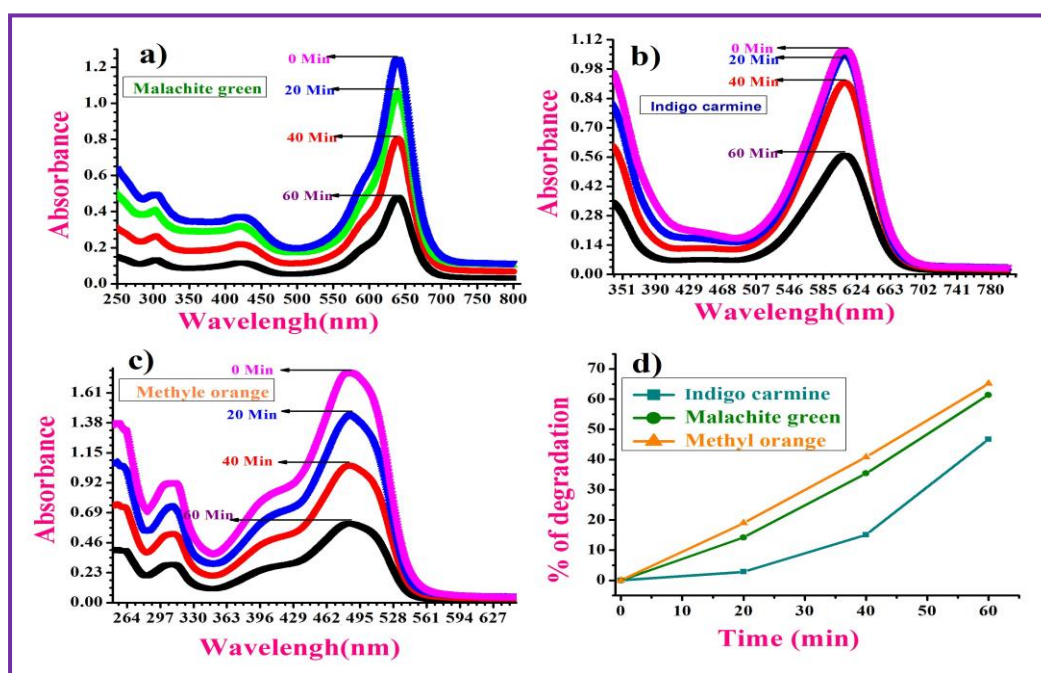 a)
Malachite green
0 Min
20 Min
40 Min
60 Min
Absorbance
1.2
1.0
0.8
0.6
0.4
0.2
0.0
250 300 350 400 450 500 550 600 650 700 750 800
Wavelengh(nm)
b)
Indigo carmine
0 Min
20 Min
40 Min
60 Min
Absorbance
1.12
0.98
0.84
0.70
0.56
0.42
0.28
0.14
0.00
351 390 429 468 507 546 585 624 663 702 741 780
Wavelengh(nm)
c)
Methyle orange
0 Min
20 Min
40 Min
60 Min
Absorbance
1.61
1.38
1.15
0.92
0.69
0.46
0.23
0.00
264 297 330 363 396 429 462 495 528 561 594 627
Wavelengh(nm)
d)
Indigo carmine
Malachite green
Methyl orange
% of degradation
70
60
50
40
30
20
10
0
0 10 20 30 40 50 60
Time (min)